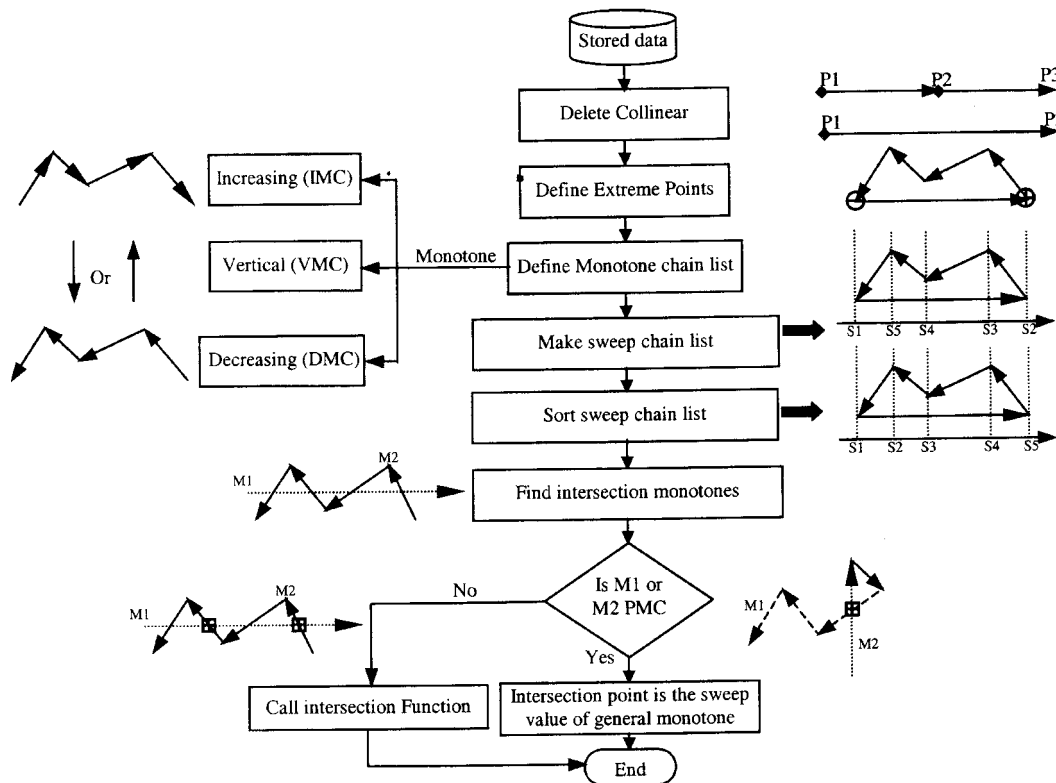 Stored data
P1
P2
P3
Delete Collinear
P1
Increasing (IMC)
Define Extreme Points
Or
Vertical (VMC)
Monotone
Define Monotone chain list
S1
S5
S4
S3
S2
Decreasing (DMC)
Make sweep chain list
Sort sweep chain list
S1
S2
S3
S4
S5
M1
M2
Find intersection monotones
Is M1 or
M2 PMC
No
Yes
M1
M2
M1
M2
Call intersection Function
Intersection point is the sweep
value of general monotone
End